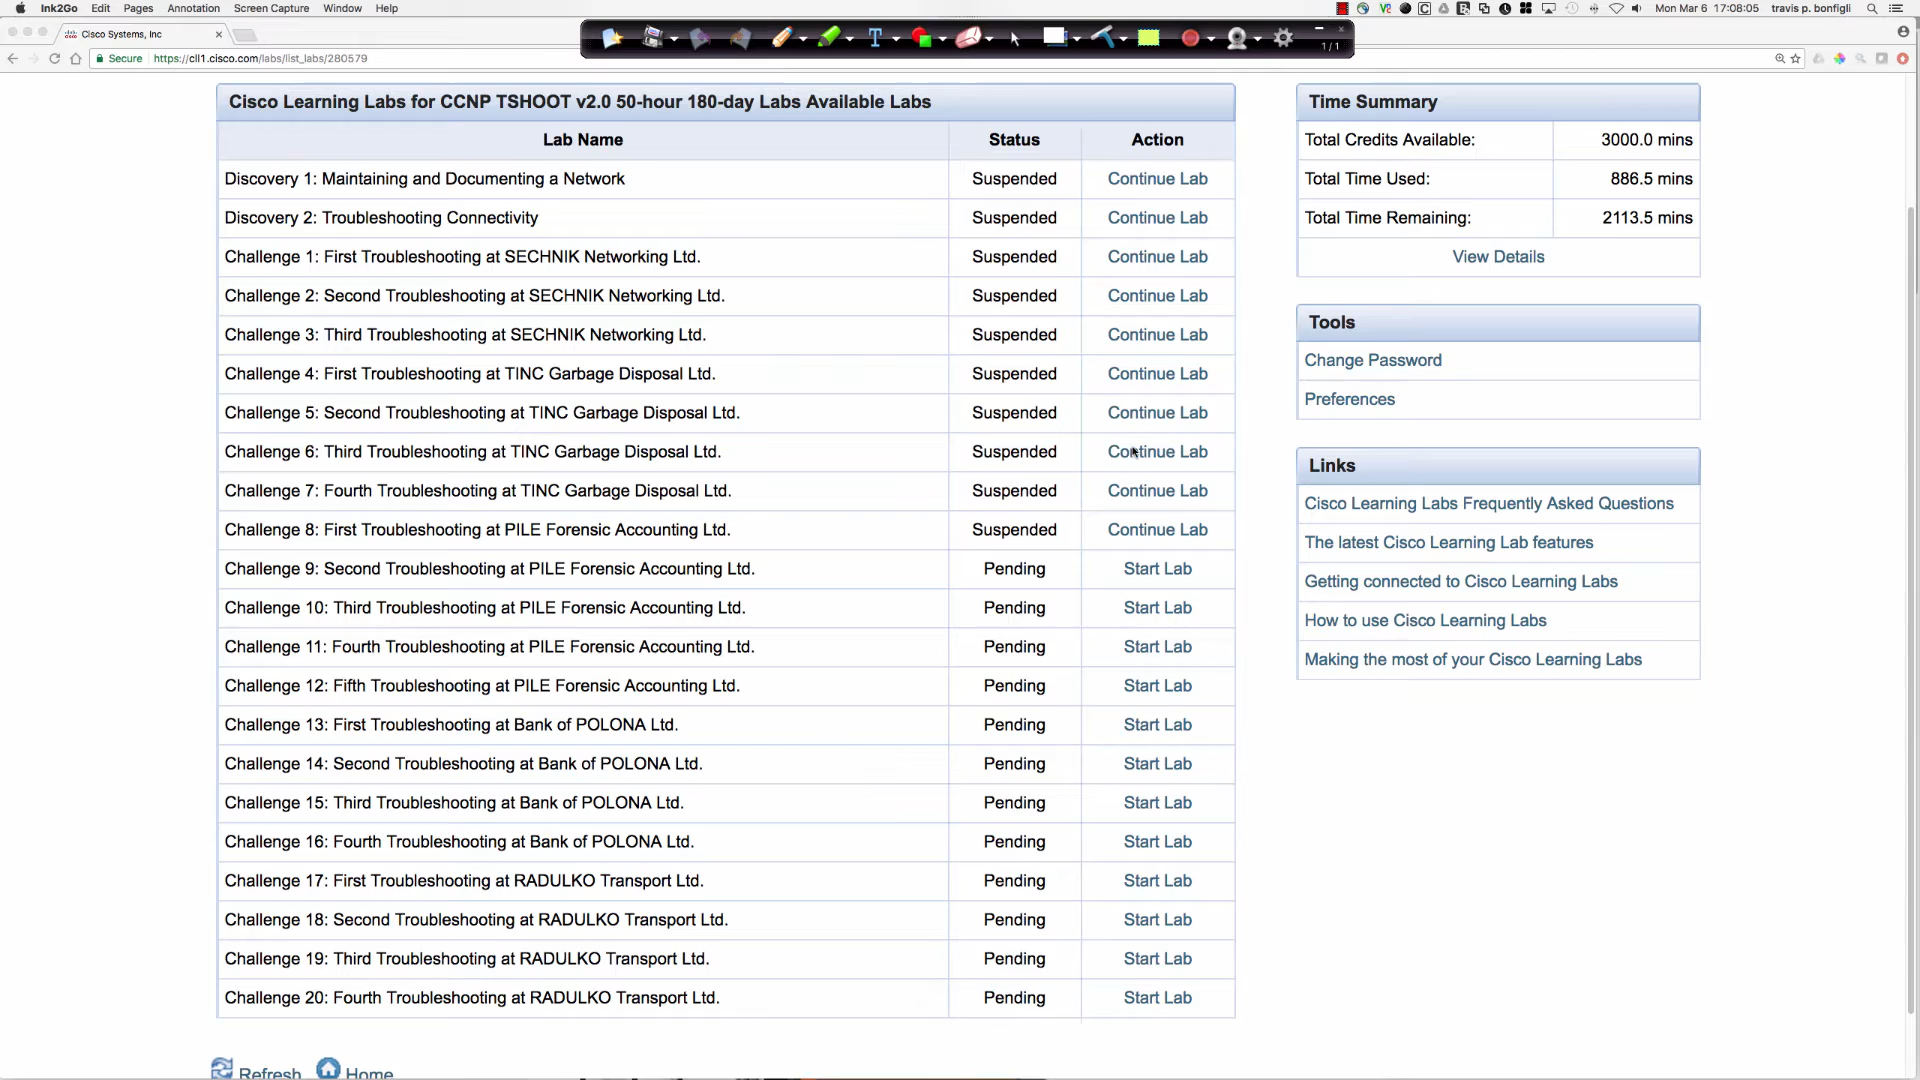 Ink2Go Edit Pages Annotation Screen Capture Window Help Mon Mar 6 17:08:05 travis p. bonfigli
Cisco Systems, Inc
1/1
Secure https://cll1.cisco.com/labs/list_labs/280579
Cisco Learning Labs for CCNP TSHOOT v2.0 50-hour 180-day Labs Available Labs
Lab Name Status Action
Discovery 1: Maintaining and Documenting a Network Suspended Continue Lab
Discovery 2: Troubleshooting Connectivity Suspended Continue Lab
Challenge 1: First Troubleshooting at SECHNIK Networking Ltd. Suspended Continue Lab
Challenge 2: Second Troubleshooting at SECHNIK Networking Ltd. Suspended Continue Lab
Challenge 3: Third Troubleshooting at SECHNIK Networking Ltd. Suspended Continue Lab
Challenge 4: First Troubleshooting at TINC Garbage Disposal Ltd. Suspended Continue Lab
Challenge 5: Second Troubleshooting at TINC Garbage Disposal Ltd. Suspended Continue Lab
Challenge 6: Third Troubleshooting at TINC Garbage Disposal Ltd. Suspended Continue Lab
Challenge 7: Fourth Troubleshooting at TINC Garbage Disposal Ltd. Suspended Continue Lab
Challenge 8: First Troubleshooting at PILE Forensic Accounting Ltd. Suspended Continue Lab
Challenge 9: Second Troubleshooting at PILE Forensic Accounting Ltd. Pending Start Lab
Challenge 10: Third Troubleshooting at PILE Forensic Accounting Ltd. Pending Start Lab
Challenge 11: Fourth Troubleshooting at PILE Forensic Accounting Ltd. Pending Start Lab
Challenge 12: Fifth Troubleshooting at PILE Forensic Accounting Ltd. Pending Start Lab
Challenge 13: First Troubleshooting at Bank of POLONA Ltd. Pending Start Lab
Challenge 14: Second Troubleshooting at Bank of POLONA Ltd. Pending Start Lab
Challenge 15: Third Troubleshooting at Bank of POLONA Ltd. Pending Start Lab
Challenge 16: Fourth Troubleshooting at Bank of POLONA Ltd. Pending Start Lab
Challenge 17: First Troubleshooting at RADULKO Transport Ltd. Pending Start Lab
Challenge 18: Second Troubleshooting at RADULKO Transport Ltd. Pending Start Lab
Challenge 19: Third Troubleshooting at RADULKO Transport Ltd. Pending Start Lab
Challenge 20: Fourth Troubleshooting at RADULKO Transport Ltd. Pending Start Lab
Refresh Home
Time Summary
Total Credits Available: 3000.0 mins
Total Time Used: 886.5 mins
Total Time Remaining: 2113.5 mins
View Details
Tools
Change Password
Preferences
Links
Cisco Learning Labs Frequently Asked Questions
The latest Cisco Learning Lab features
Getting connected to Cisco Learning Labs
How to use Cisco Learning Labs
Making the most of your Cisco Learning Labs